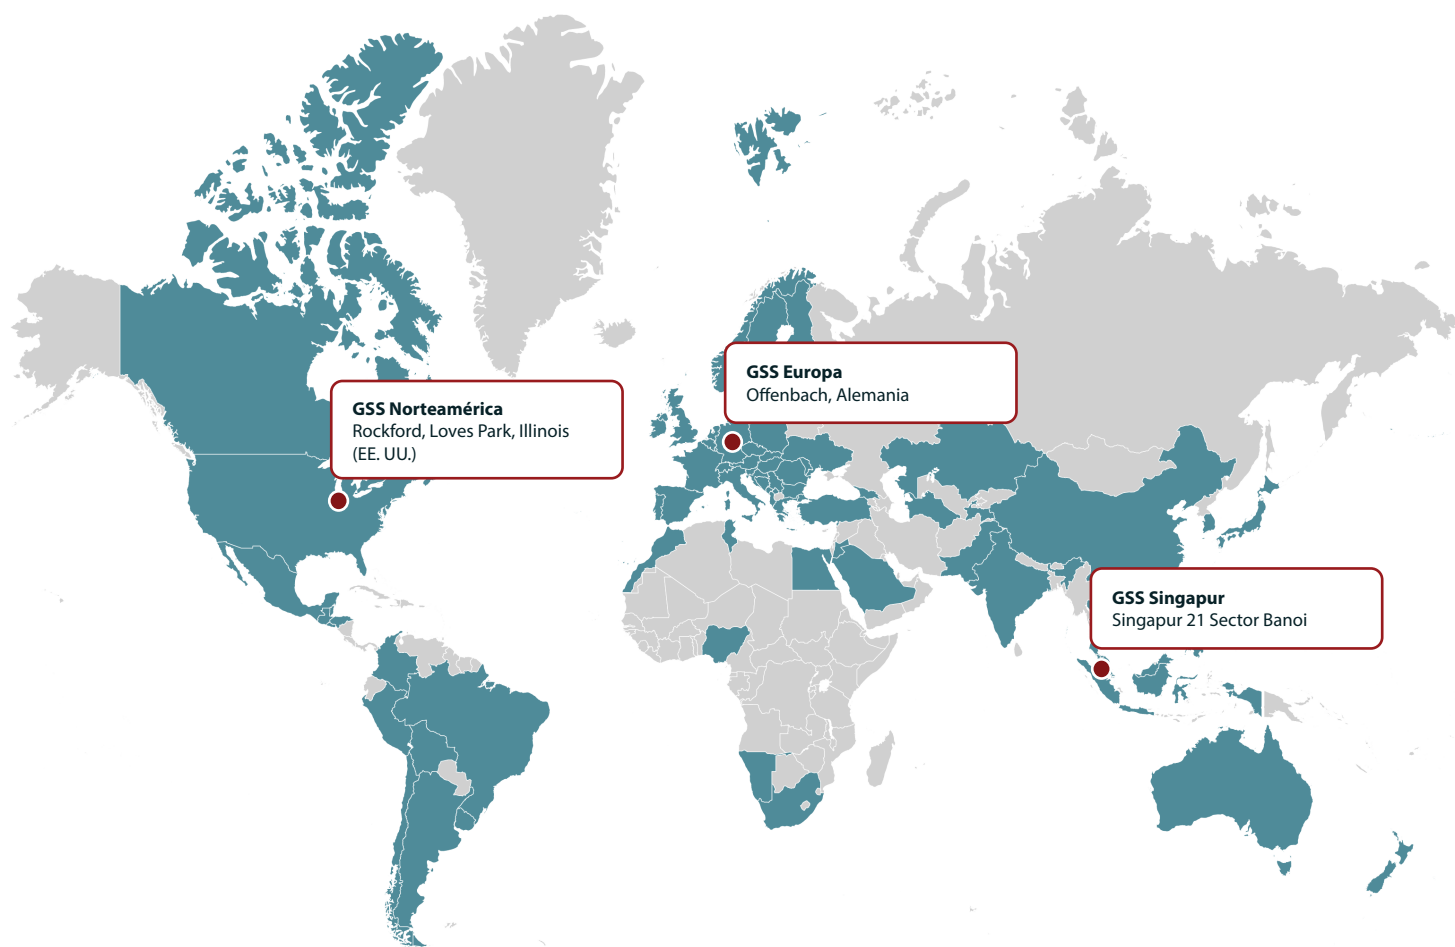 GSS Europa
Offenbach, Alemania
GSS Norteamérica
Rockford, Loves Park, Illinois
(EE. UU.)
GSS Singapur
Singapur 21 Sector Banoi